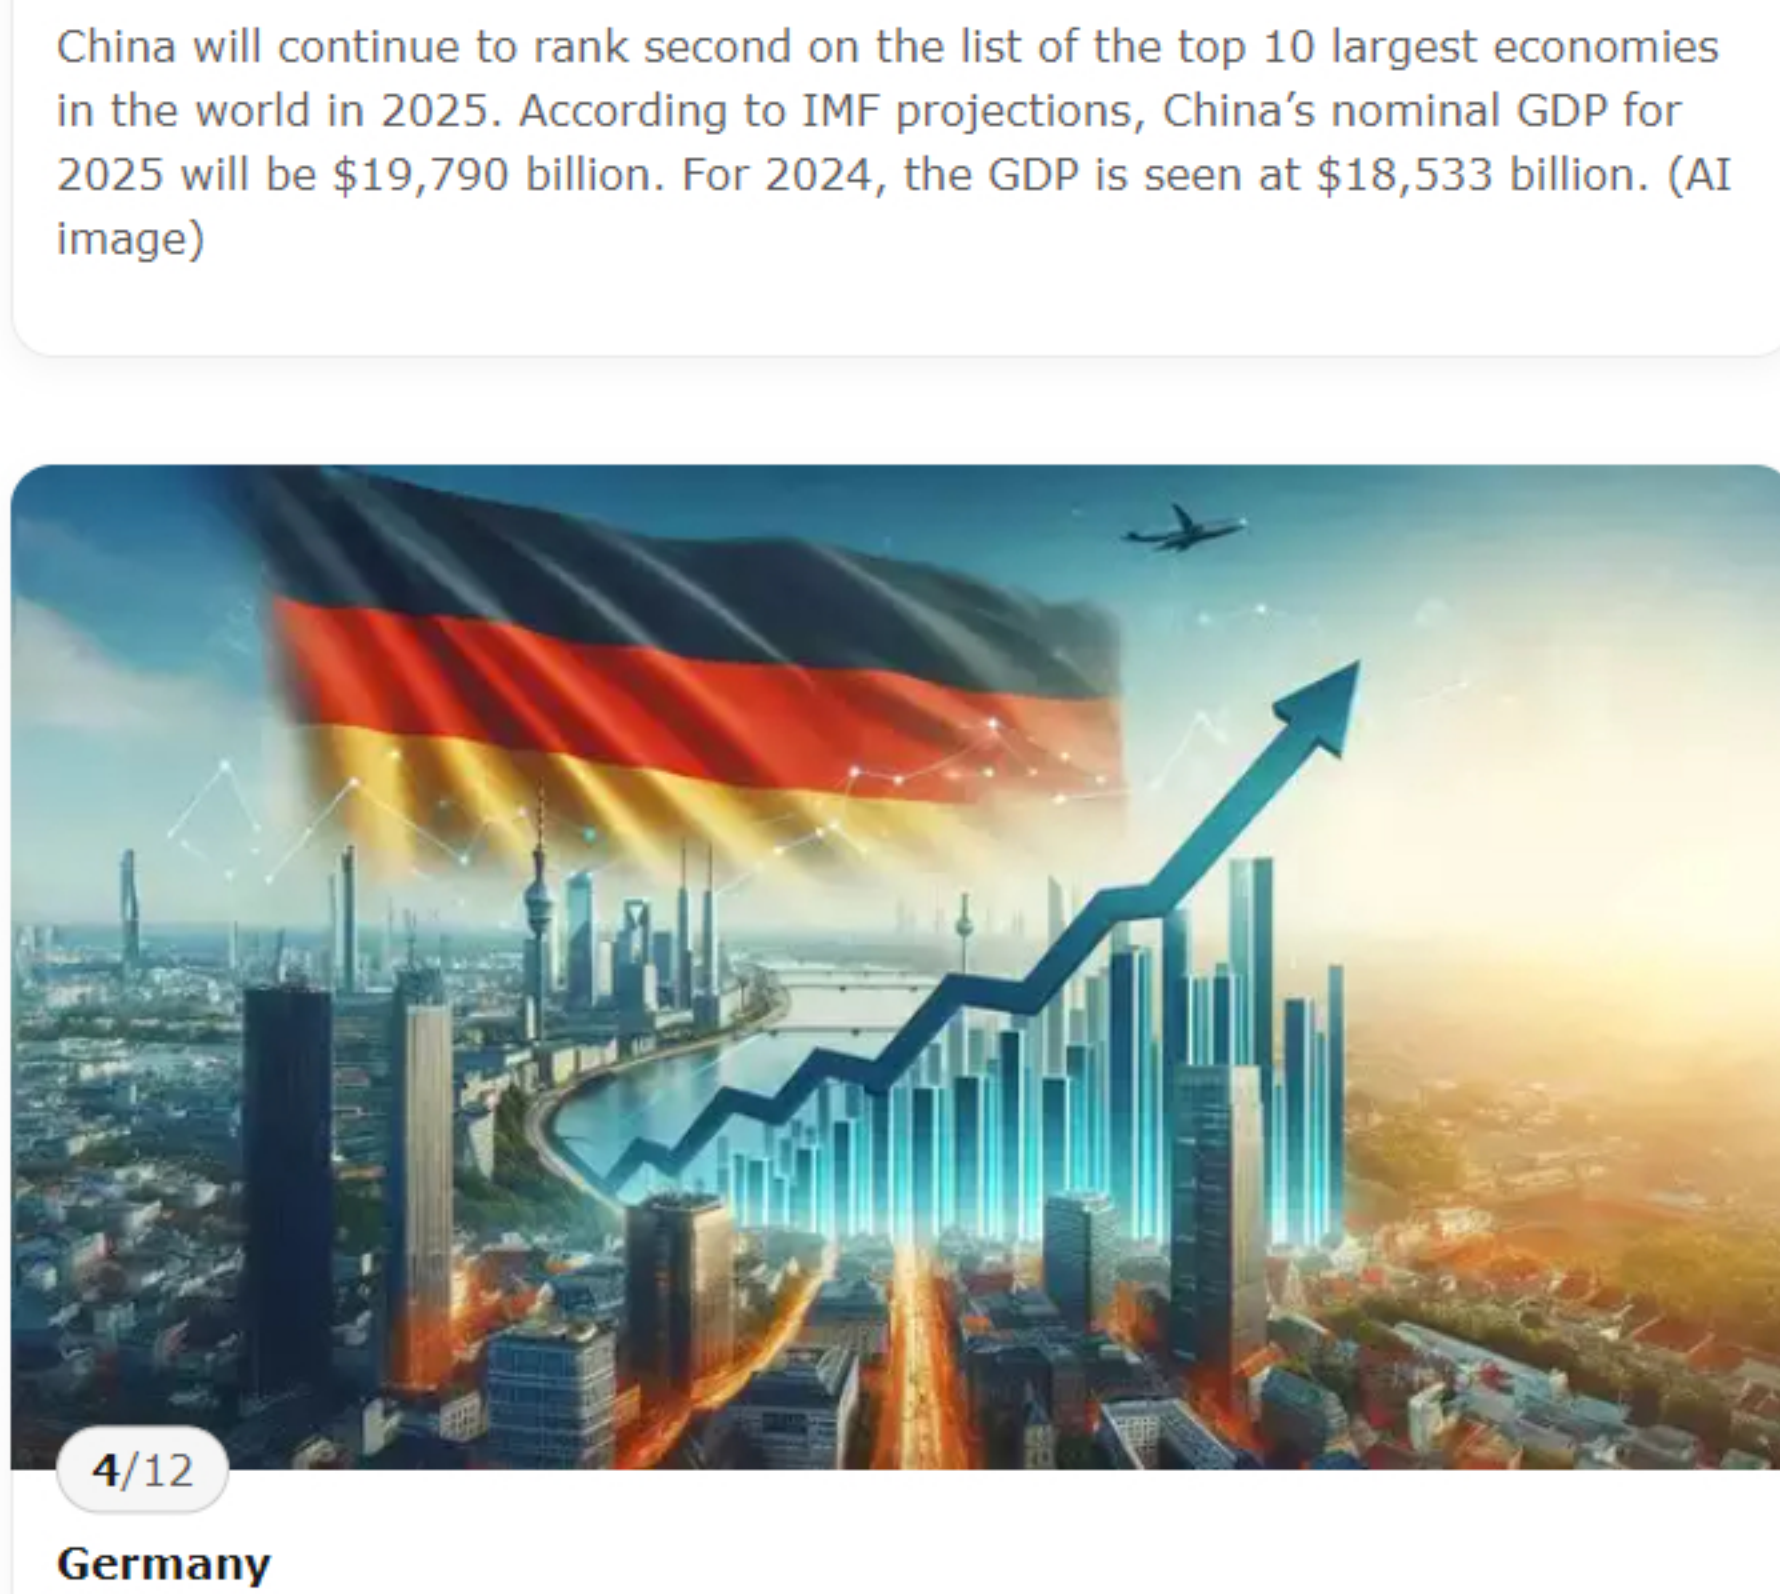 China will continue to rank second on the list of the top 10 largest economies
in the world in 2025. According to IMF projections, China’s nominal GDP for
2025 will be $19,790 billion. For 2024, the GDP is seen at $18,533 billion. (AI
image)
4/12
Germany